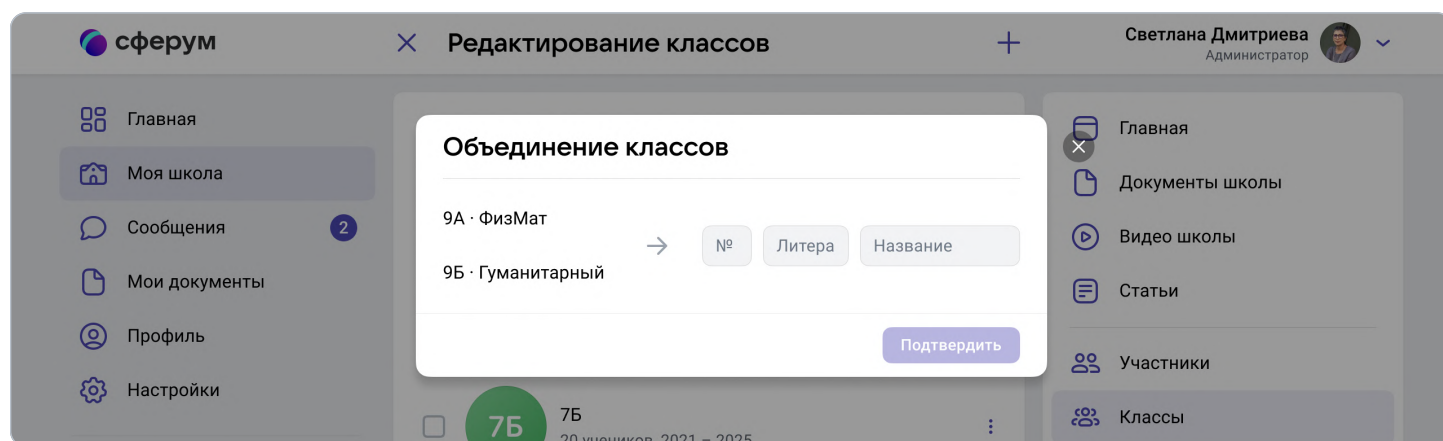 сферум
Редактирование классов
Светлана Дмитриева
Администратор
Главная
Моя школа
Сообщения
2
Мои документы
Профиль
Настройки
Объединение классов
9А · ФизМат
9Б · Гуманитарный
№
Литера
Название
Подтвердить
7Б
7Б
20 учеников, 2021 – 2025
Главная
Документы школы
Видео школы
Статьи
Участники
Классы